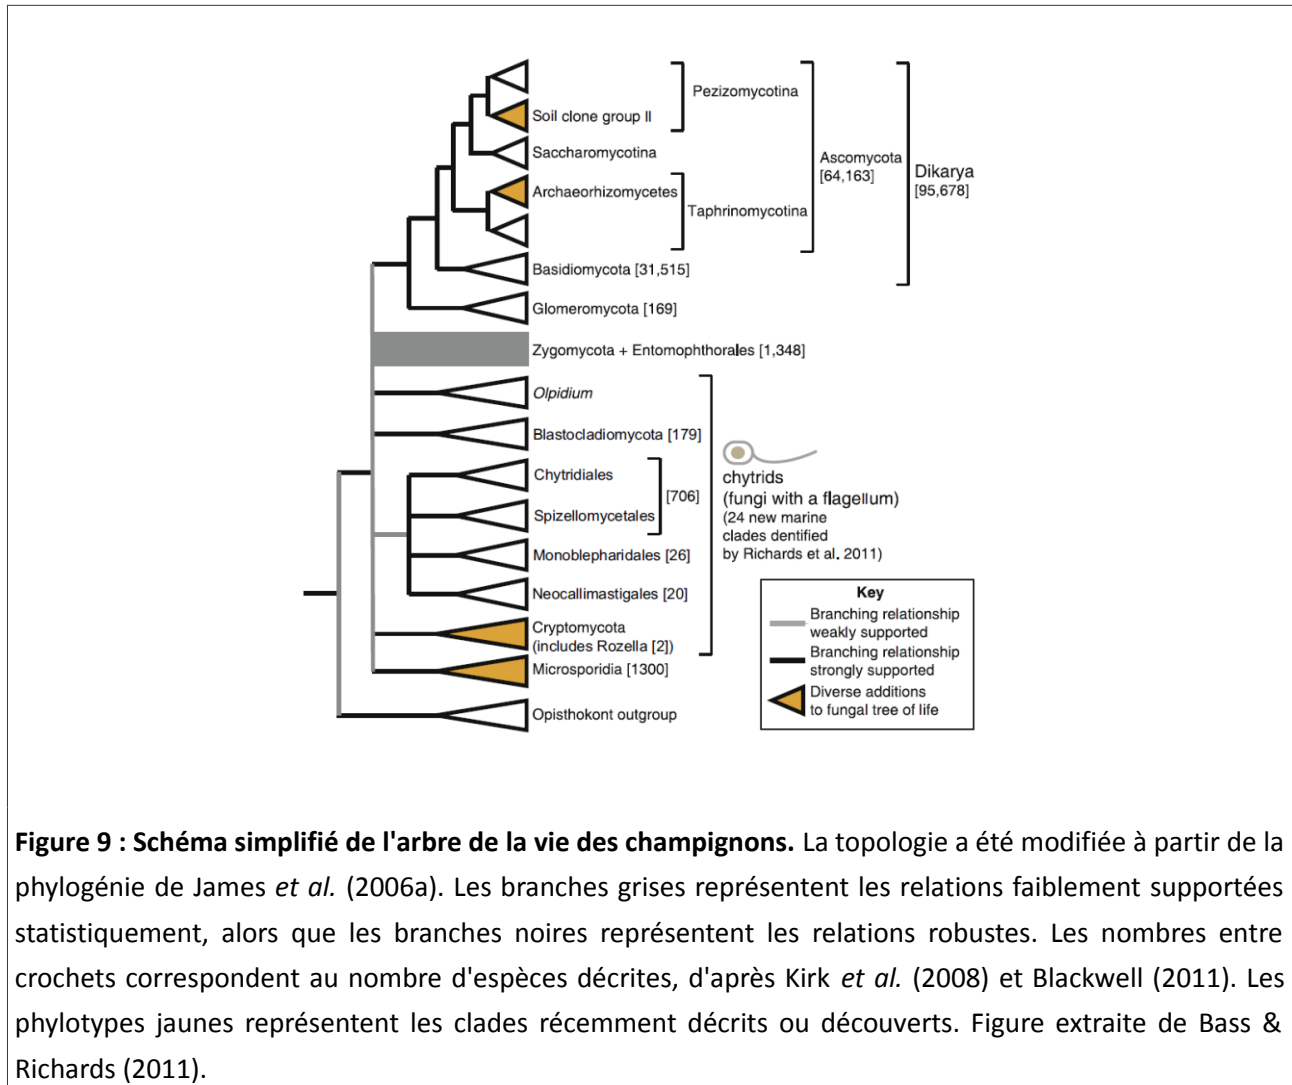 Pezizomycotina
Soil clone group II
Saccharomycotina
Ascomycota
[64,163]
Dikarya
[95,678]
Archaeorhizomycetes
Taphrinomycotina
Basidiomycota [31,515]
Glomeromycota [169]
Zygomycota + Entomophthorales [1,348]
Olpidium
Blastocladiomycota [179]
Chytridiales
[706]
Spizellomycetales
chytrids
(fungi with a flagellum)
(24 new marine
clades dentified
by Richards et al. 2011)
Monoblepharidales [26]
Neocallimastigales [20]
Cryptomycota
(includes Rozella [2])
Microsporidia [1300]
Opisthokont outgroup
Key
Branching relationship
weakly supported
Branching relationship
strongly supported
Diverse additions
to fungal tree of life
Figure 9 : Schéma simplifié de l'arbre de la vie des champignons. La topologie a été modifiée à partir de la
phylogénie de James et al. (2006a). Les branches grises représentent les relations faiblement supportées
statistiquement, alors que les branches noires représentent les relations robustes. Les nombres entre
crochets correspondent au nombre d'espèces décrites, d'après Kirk et al. (2008) et Blackwell (2011). Les
phylotypes jaunes représentent les clades récemment décrits ou découverts. Figure extraite de Bass &
Richards (2011).